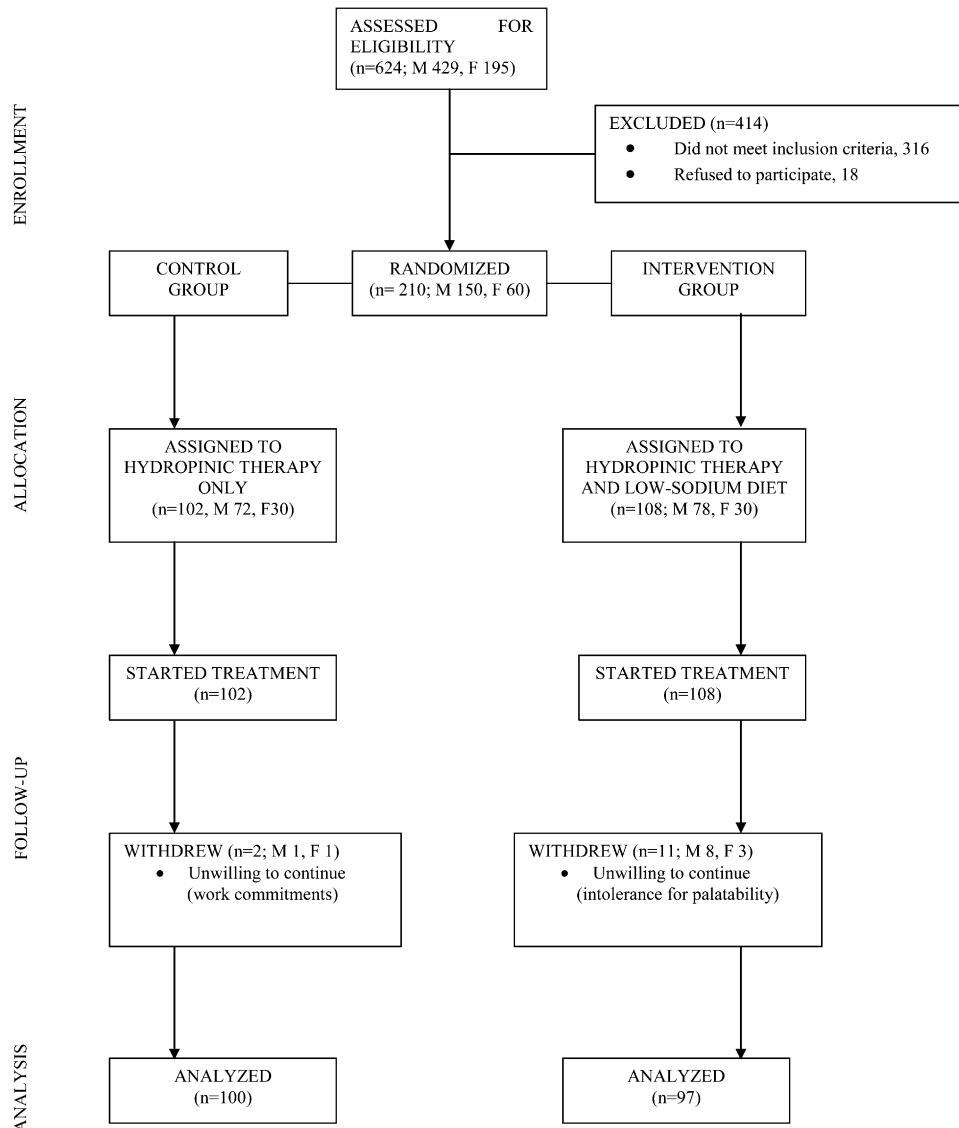 ASSESSED FOR
ELIGIBILITY
(n=624; M 429, F 195)
ENROLLMENT
EXCLUDED (n=414)
• Did not meet inclusion criteria, 316
• Refused to participate, 18
CONTROL
GROUP
RANDOMIZED
(n= 210; M 150, F 60)
INTERVENTION
GROUP
ALLOCATION
ASSIGNED TO
HYDROPINIC THERAPY
ONLY
(n=102, M 72, F30)
ASSIGNED TO
HYDROPINIC THERAPY
AND LOW-SODIUM DIET
(n=108; M 78, F 30)
STARTED TREATMENT
(n=102)
STARTED TREATMENT
(n=108)
FOLLOW-UP
WITHDREW (n=2; M 1, F 1)
• Unwilling to continue
(work commitments)
WITHDREW (n=11; M 8, F 3)
• Unwilling to continue
(intolerance for palatability)
ANALYSIS
ANALYZED
(n=100)
ANALYZED
(n=97)